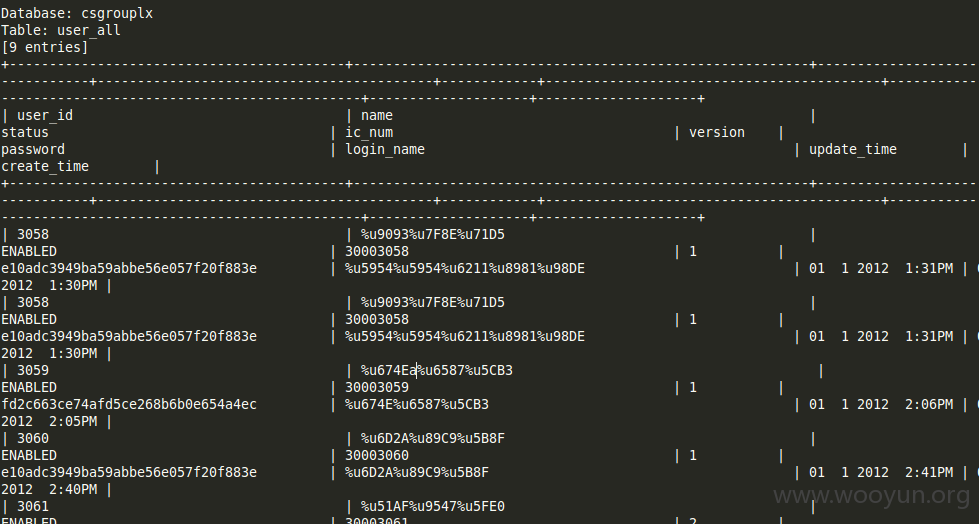 Database: csgrouplx
Table: user_all
[9 entries]
+------------------------------------------+---------------------------------------------------------+--------------------
-----------+------------------------------------------+------------+------------------------------------------+-----------
---------------------------------------------+--------------------+--------------------+
| user_id | name |
status | ic_num | version |
password | login_name | update_time |
create_time |
+------------------------------------------+---------------------------------------------------------+--------------------
-----------+------------------------------------------+------------+------------------------------------------+-----------
---------------------------------------------+--------------------+--------------------+
| 3058 | %u9093%u7F8E%u71D5 |
ENABLED | 30003058 | 1 |
e10adc3949ba59abbe56e057f20f883e | %u5954%u5954%u6211%u8981%u98DE | 01 1 2012 1:31PM |
2012 1:30PM |
| 3058 | %u9093%u7F8E%u71D5 |
ENABLED | 30003058 | 1 |
e10adc3949ba59abbe56e057f20f883e | %u5954%u5954%u6211%u8981%u98DE | 01 1 2012 1:31PM |
2012 1:30PM |
| 3059 | %u674Ea%u6587%u5CB3 |
ENABLED | 30003059 | 1 |
fd2c663ce74afd5ce268b6b0e654a4ec | %u674E%u6587%u5CB3 | 01 1 2012 2:06PM |
2012 2:05PM |
| 3060 | %u6D2A%u89C9%u5B8F |
ENABLED | 30003060 | 1 |
e10adc3949ba59abbe56e057f20f883e | %u6D2A%u89C9%u5B8F | 01 1 2012 2:41PM |
2012 2:40PM |
| 3061 | %u51AF%u9547%u5FE0 |
ENABLED | 30003061 | 2 |
www.wooyun.org